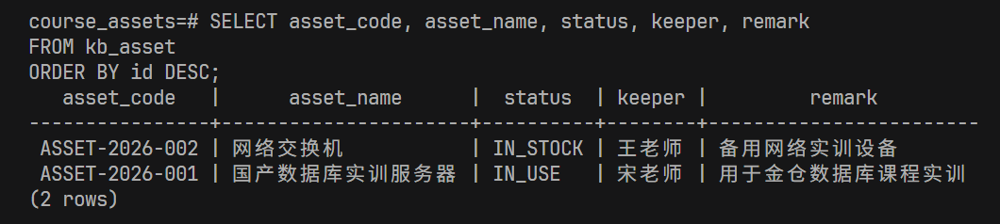 course_assets=# SELECT asset_code, asset_name, status, keeper, remark
FROM kb_asset
ORDER BY id DESC;
   asset_code   |      asset_name      |  status  | keeper |         remark
----------------+----------------------+----------+--------+------------------------
 ASSET-2026-002 | 网络交换机           | IN_STOCK | 王老师 | 备用网络实训设备
 ASSET-2026-001 | 国产数据库实训服务器 | IN_USE   | 宋老师 | 用于金仓数据库课程实训
(2 rows)